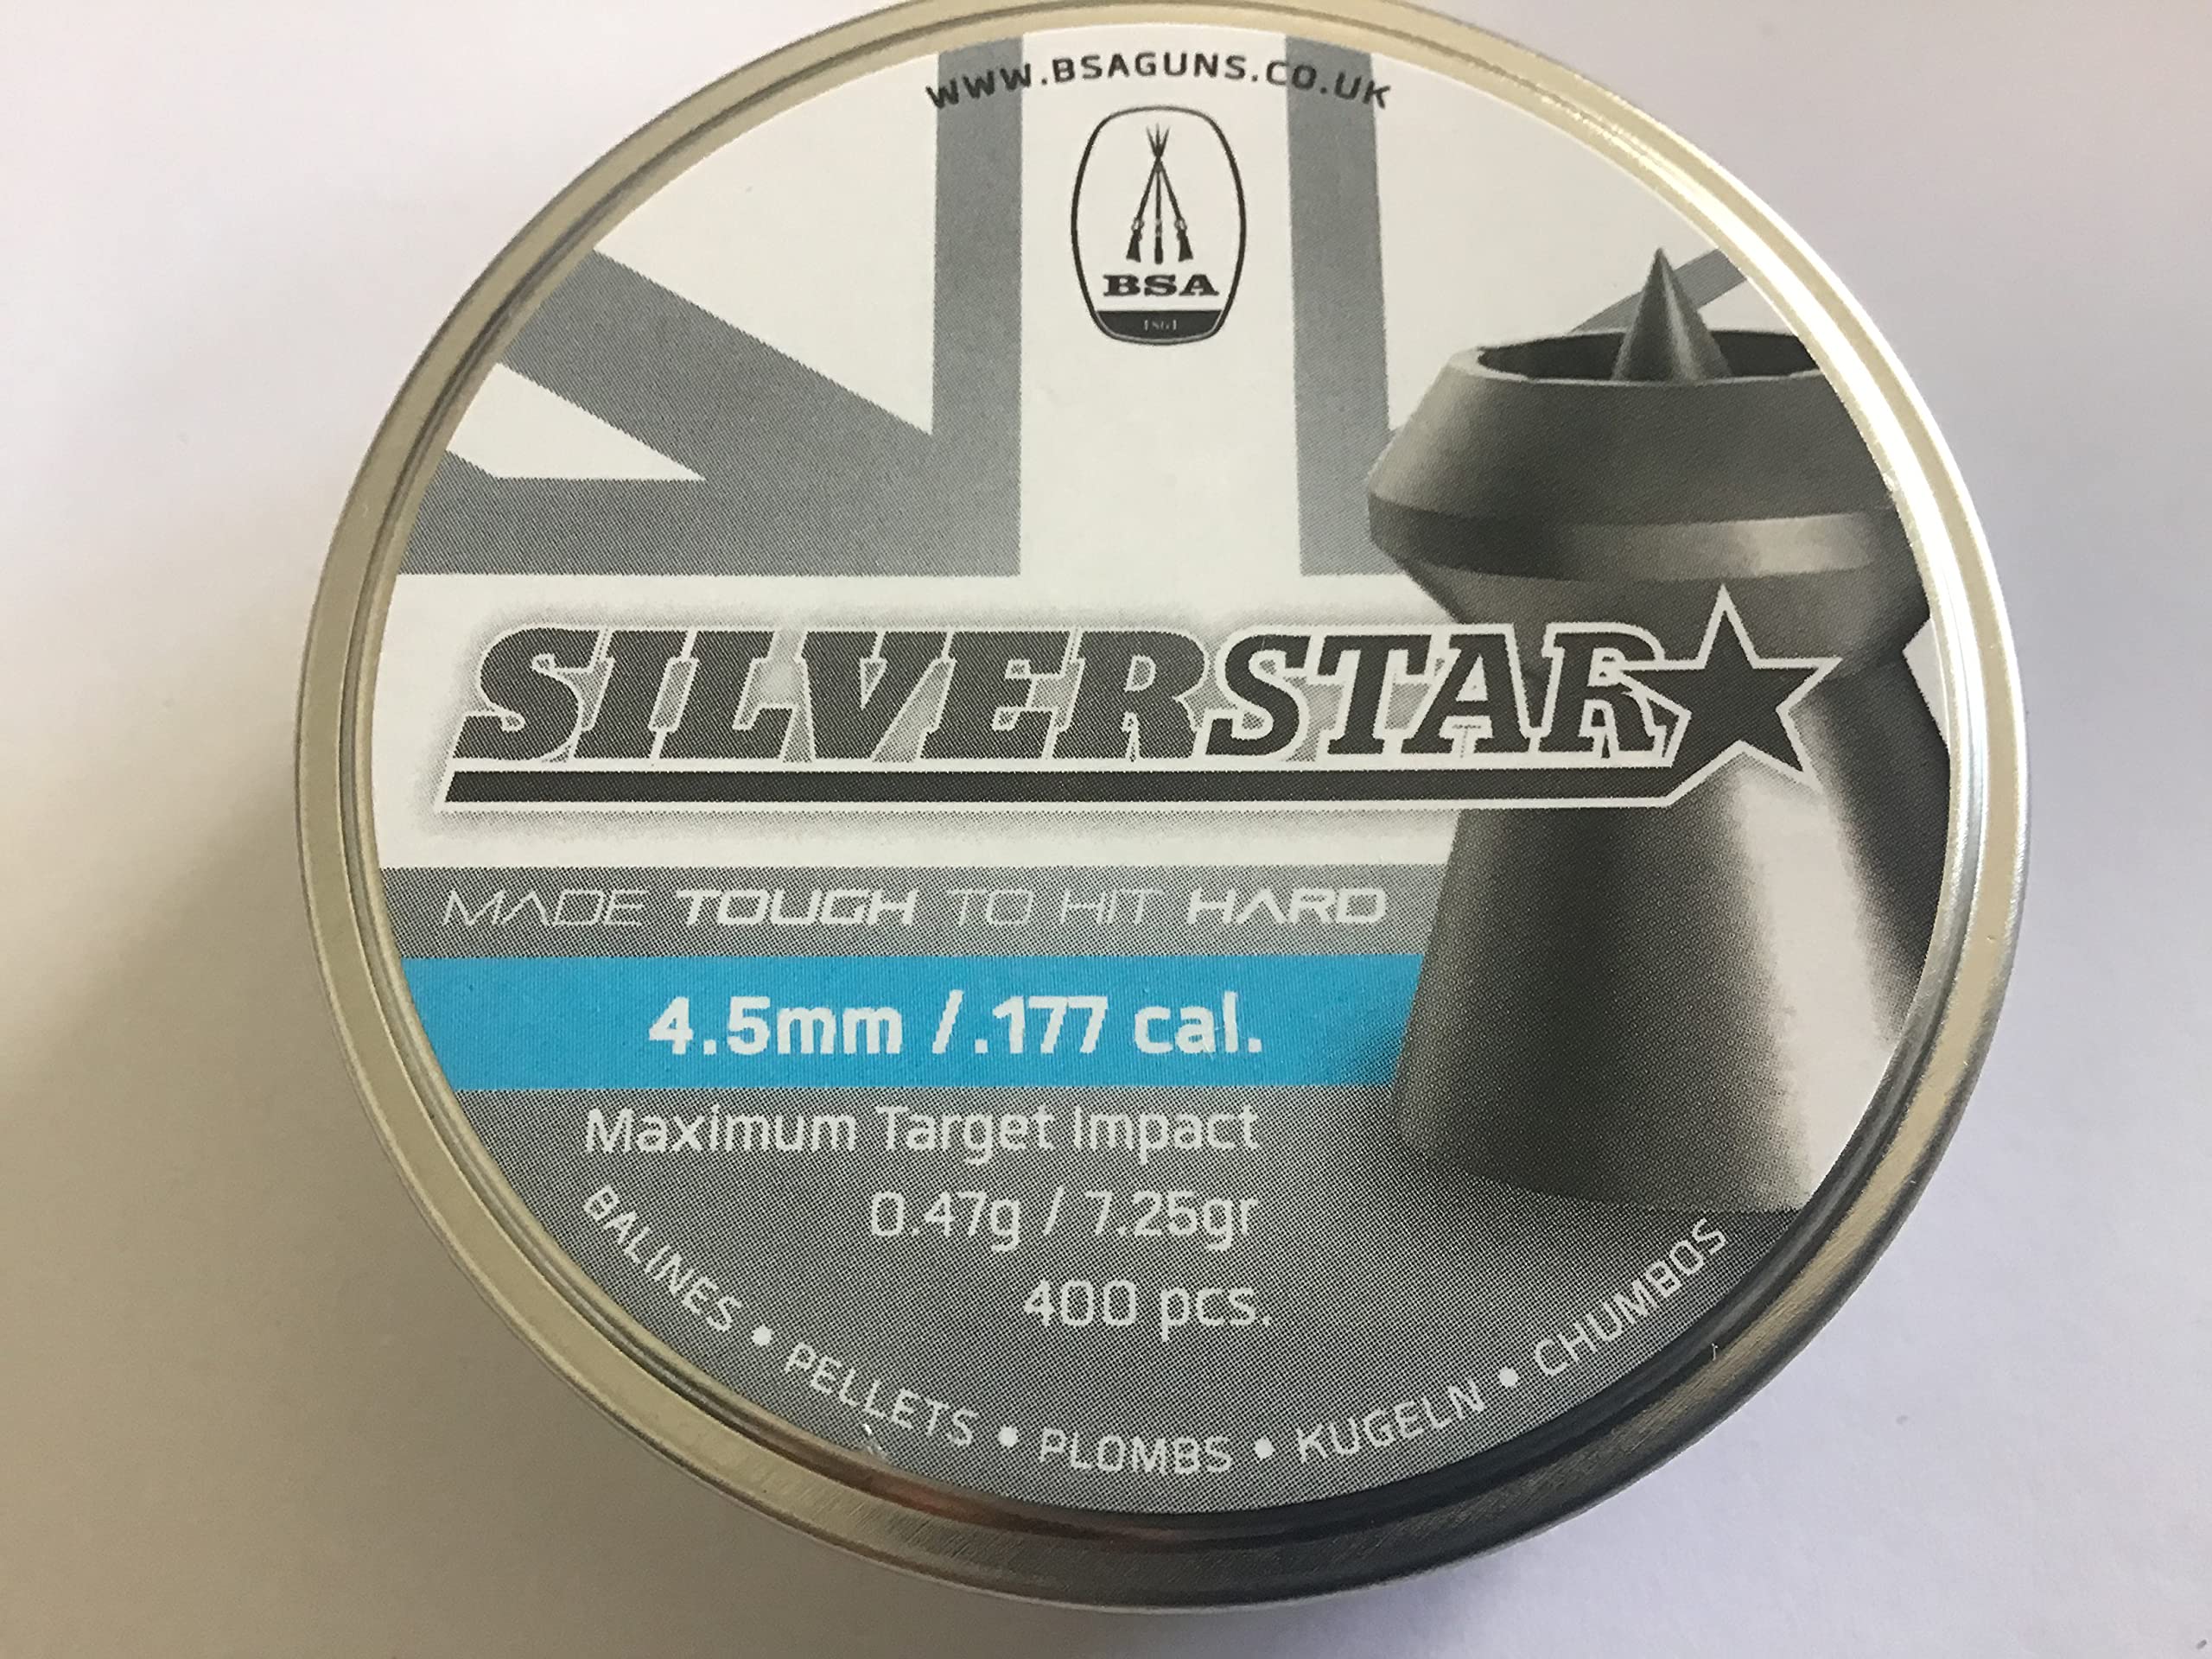 WWW.BSAGUNS.CO.UK
BSA
1861
SILVERSTAR
MADE TOUGH TO HIT HARD
4.5mm / .177 cal.
Maximum Target Impact
0.47g / 7.25gr
400 pcs.
BALINES • PELLETS • PLOMBS • KUGELN • CHUMBOS